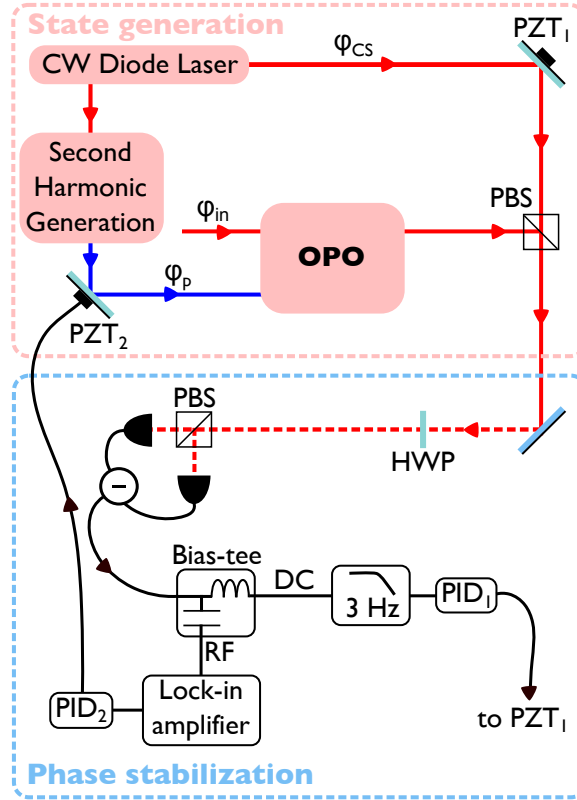 State generation
PZT₁
φCS
CW Diode Laser
Second
Harmonic
Generation
PBS
φin
OPO
φp
PZT₂
PBS
HWP
−
Bias-tee
DC
3 Hz
PID₁
RF
Lock-in
amplifier
PID₂
to PZT₁
Phase stabilization